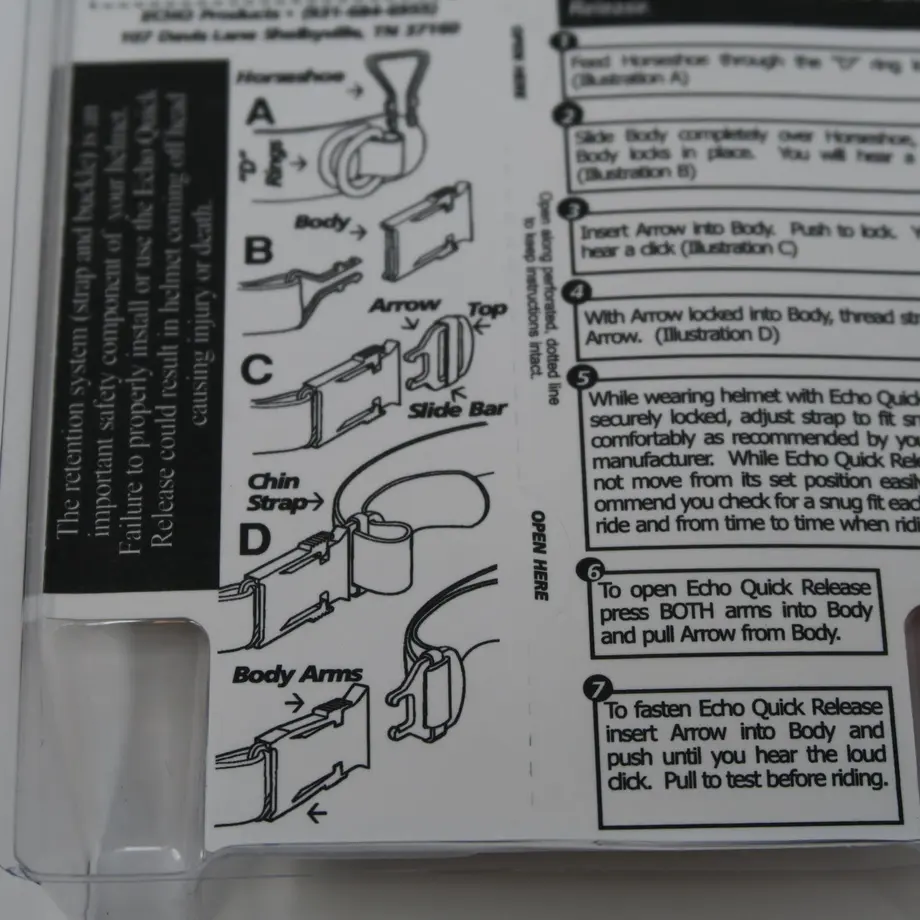 ECHO Products • (931-684-
107 Davis Lane Shelbyville, TN 37160
Release.
The retention system (strap and buckle) is an
important safety component of your helmet.
Failure to properly install or use the Echo Quick
Release could result in helmet coming off head
causing injury or death.
Horseshoe
A
"D"
Rings
Body
B
Arrow
Top
C
Slide Bar
Chin
Strap
D
Body Arms
OPEN HERE
Open along perforated, dotted line
to keep instructions intact.
OPEN HERE
1
Feed Horseshoe through the "D" ring
(Illustration A)
2
Slide Body completely over Horseshoe,
Body locks in place. You will hear a
(Illustration B)
3
Insert Arrow into Body. Push to lock.
hear a click (Illustration C)
4
With Arrow locked into Body, thread
Arrow. (Illustration D)
5
While wearing helmet with Echo
securely locked, adjust strap to fit
comfortably as recommended by
manufacturer. While Echo Quick
not move from its set position
ommend you check for a snug fit
ride and from time to time when
6
To open Echo Quick Release
press BOTH arms into Body
and pull Arrow from Body.
7
To fasten Echo Quick Release
insert Arrow into Body and
push until you hear the loud
click. Pull to test before riding.